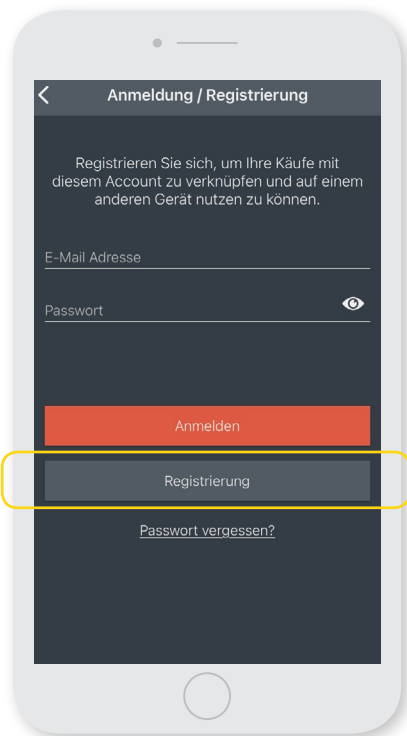 Anmeldung / Registrierung
Registrieren Sie sich, um Ihre Käufe mit
diesem Account zu verknüpfen und auf einem
anderen Gerät nutzen zu können.
E-Mail Adresse
Passwort
Anmelden
Registrierung
Passwort vergessen?